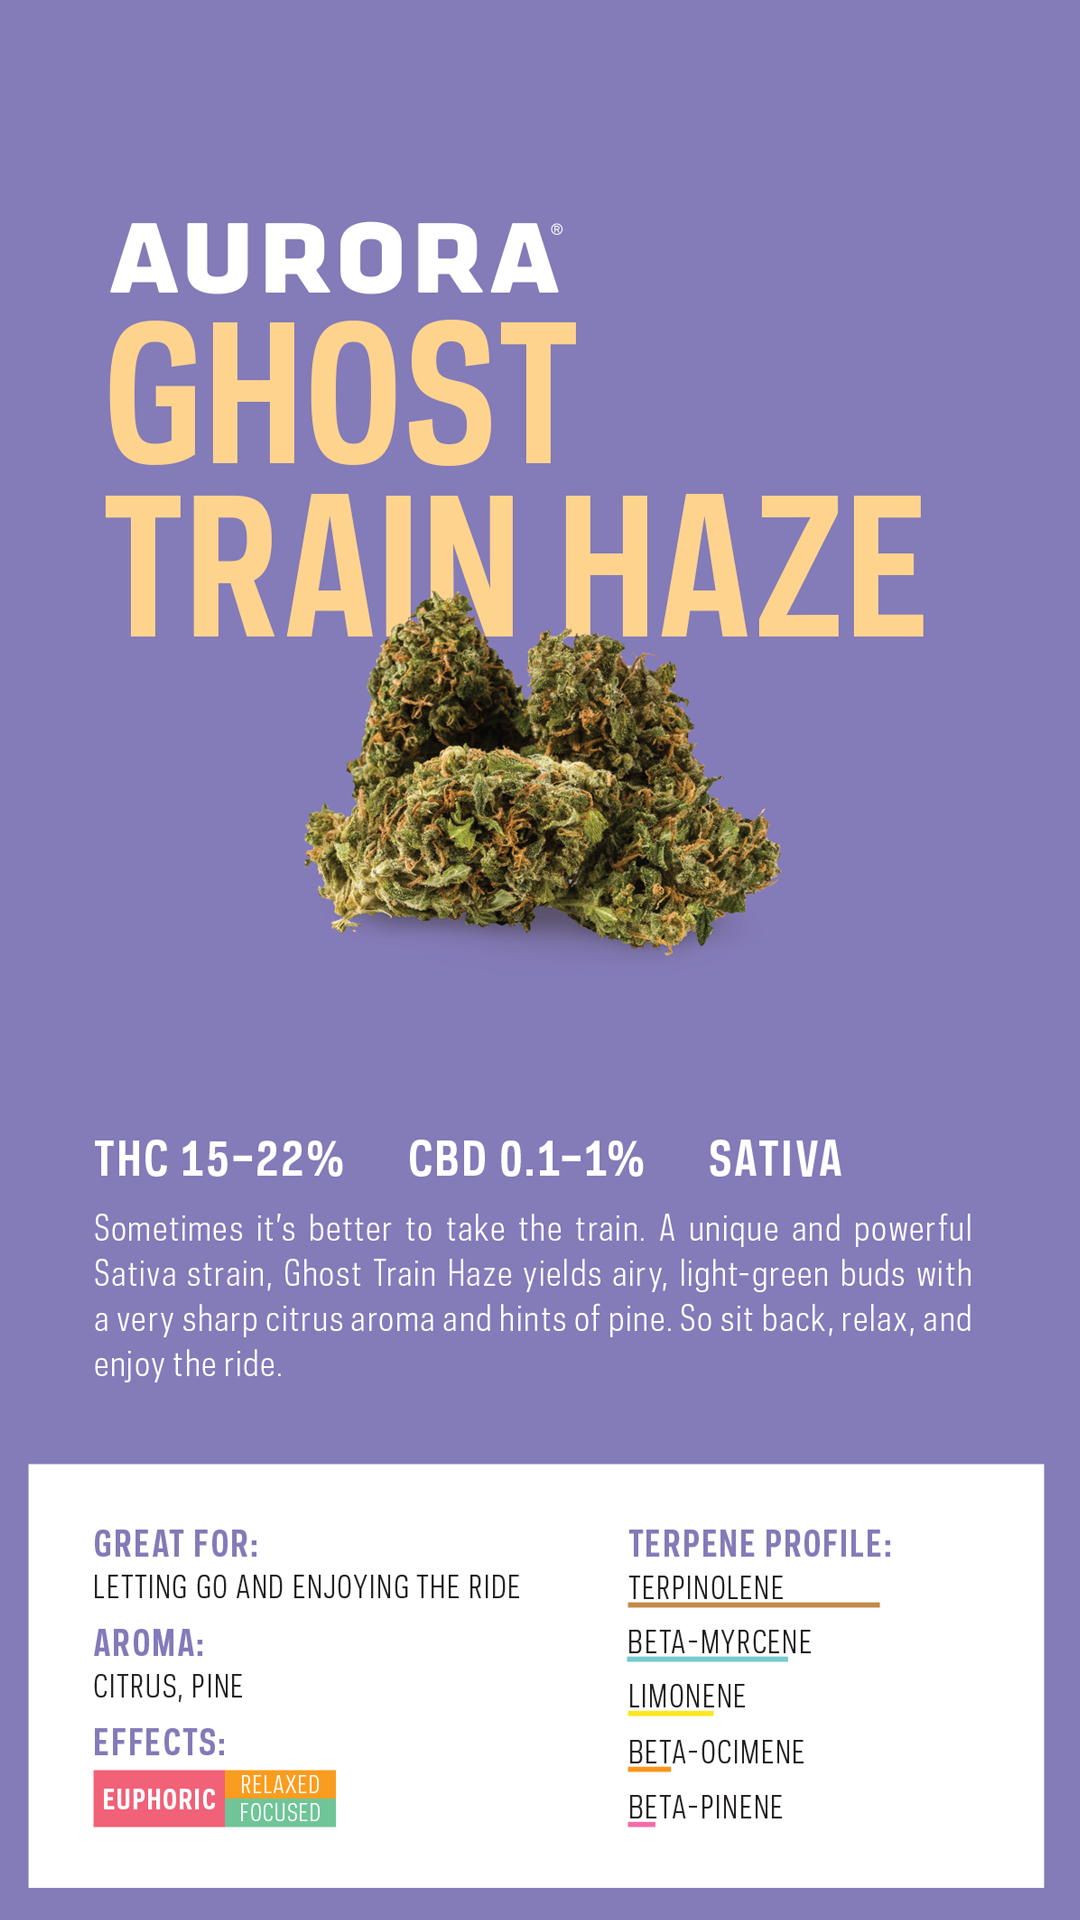 AURORA®
GHOST
TRAIN HAZE
THC 15–22% CBD 0.1–1% SATIVA
Sometimes it's better to take the train. A unique and powerful
Sativa strain, Ghost Train Haze yields airy, light-green buds with
a very sharp citrus aroma and hints of pine. So sit back, relax, and
enjoy the ride.
GREAT FOR:
LETTING GO AND ENJOYING THE RIDE
AROMA:
CITRUS, PINE
EFFECTS:
EUPHORIC
RELAXED
FOCUSED
TERPENE PROFILE:
TERPINOLENE
BETA-MYRCENE
LIMONENE
BETA-OCIMENE
BETA-PINENE